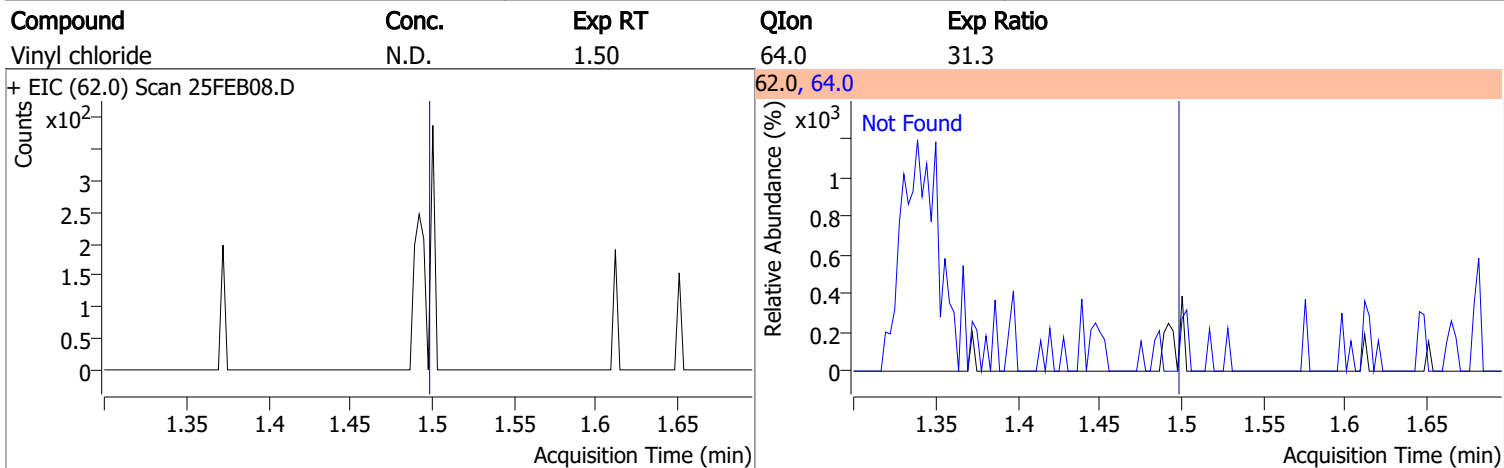 Compound Conc. Exp RT QIon Exp Ratio
Vinyl chloride N.D. 1.50 64.0 31.3
+ EIC (62.0) Scan 25FEB08.D
Counts
x10²
3
2.5
2
1.5
1
0.5
0
1.35 1.4 1.45 1.5 1.55 1.6 1.65
Acquisition Time (min)
62.0, 64.0
Relative Abundance (%)
x10³
Not Found
1
0.8
0.6
0.4
0.2
0
1.35 1.4 1.45 1.5 1.55 1.6 1.65
Acquisition Time (min)